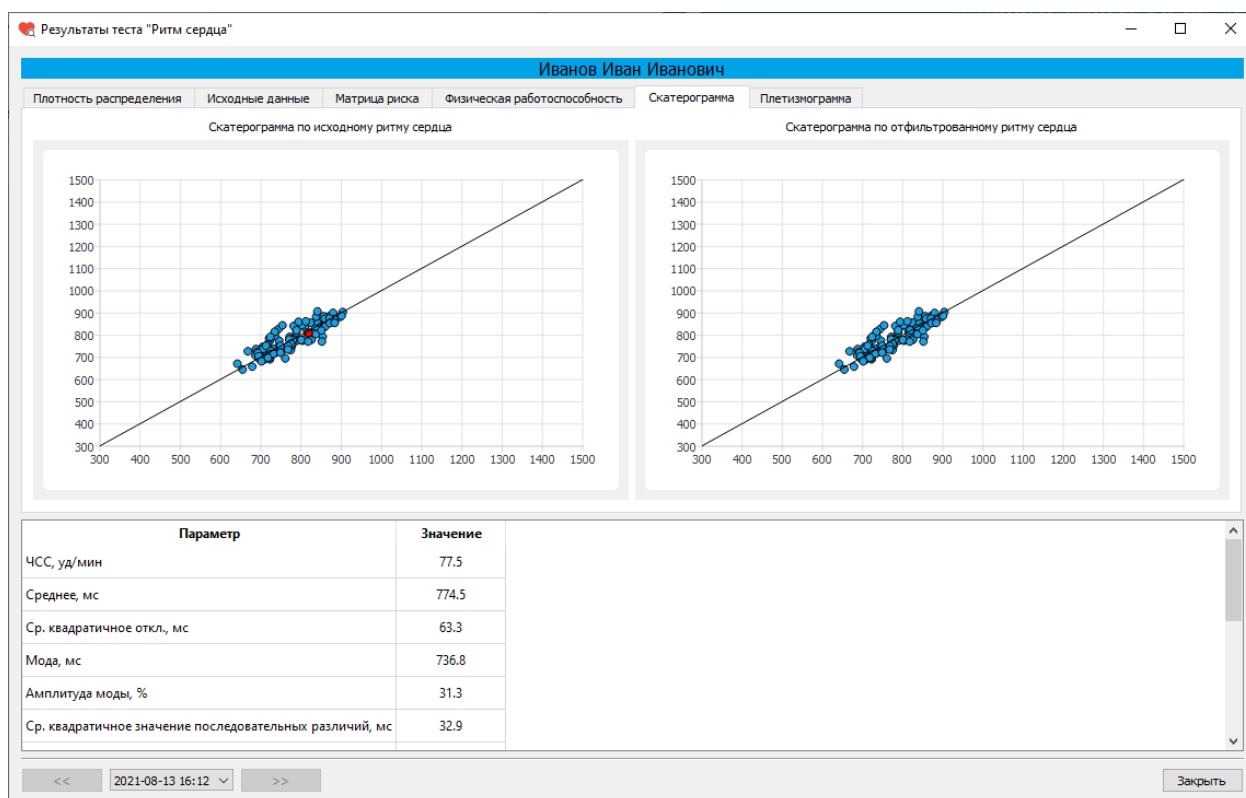 Результаты теста "Ритм сердца"
Иванов Иван Иванович
Плотность распределения Исходные данные Матрица риска Физическая работоспособность Скатерограмма Плетизмограмма
Скатерограмма по исходному ритму сердца Скатерограмма по отфильтрованному ритму сердца
1500 1500
1400 1400
1300 1300
1200 1200
1100 1100
1000 1000
900 900
800 800
700 700
600 600
500 500
400 400
300 300
300 400 500 600 700 800 900 1000 1100 1200 1300 1400 1500 300 400 500 600 700 800 900 1000 1100 1200 1300 1400 1500
Параметр Значение
ЧСС, уд/мин 77.5
Среднее, мс 774.5
Ср. квадратичное откл., мс 63.3
Мода, мс 736.8
Амплитуда моды, % 31.3
Ср. квадратичное значение последовательных различий, мс 32.9
<< 2021-08-13 16:12 >> Закрыть